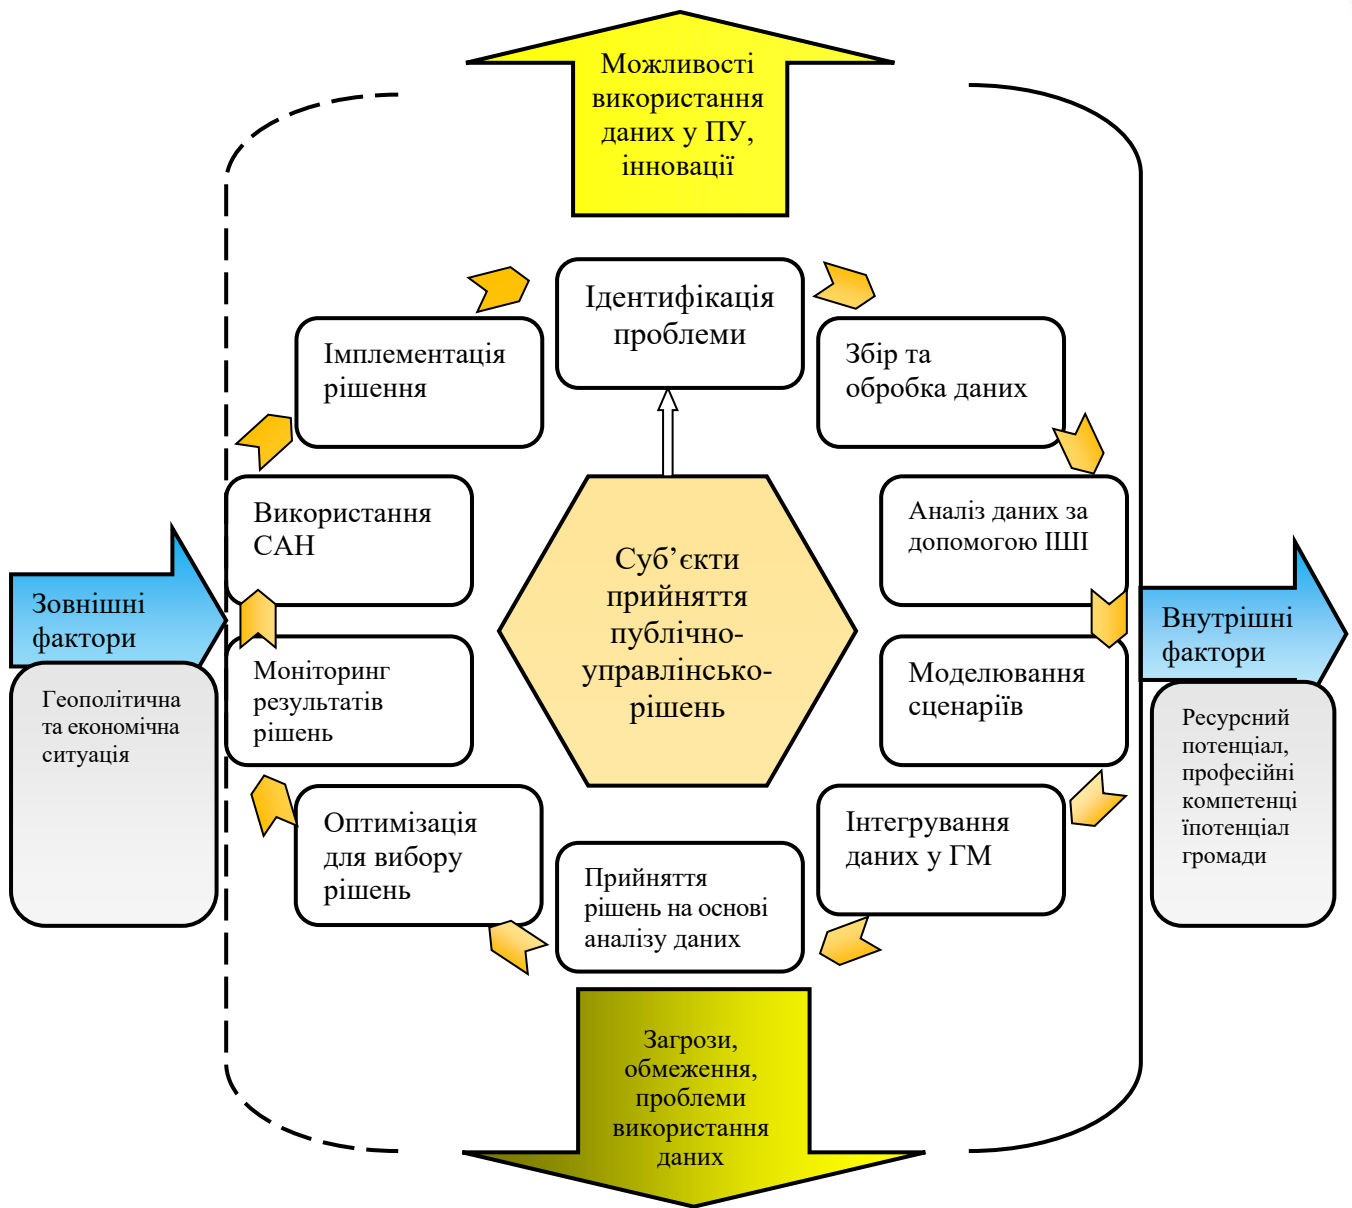 Можливості
використання
даних у ПУ,
інновації
Ідентифікація
проблеми
Імплементація
рішення
Збір та
обробка даних
Використання
САН
Аналіз даних за
допомогою ІШІ
Суб’єкти
прийняття
публічно-
управлінсько-
рішень
Зовнішні
фактори
Внутрішні
фактори
Моніторинг
результатів
рішень
Моделювання
сценаріїв
Геополітична
та економічна
ситуація
Ресурсний
потенціал,
професійні
компетенці
їпотенціал
громади
Оптимізація
для вибору
рішень
Інтегрування
даних у ГМ
Прийняття
рішень на основі
аналізу даних
Загрози,
обмеження,
проблеми
використання
даних